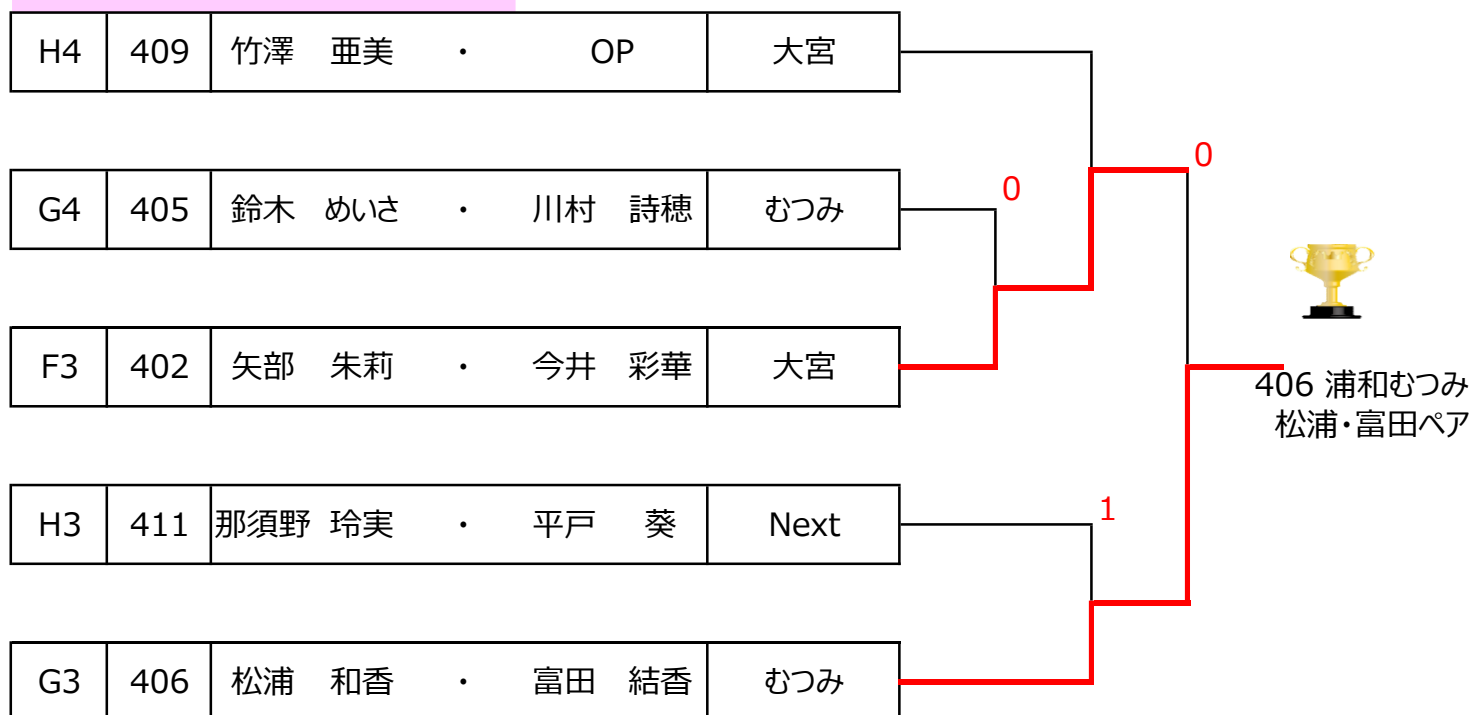 H4 409 竹澤 亜美 ・ OP 大宮
0
0
G4 405 鈴木 めいさ ・ 川村 詩穂 むつみ
F3 402 矢部 朱莉 ・ 今井 彩華 大宮
406 浦和むつみ
松浦・富田ペア
H3 411 那須野 玲実 ・ 平戸 葵 Next
1
G3 406 松浦 和香 ・ 富田 結香 むつみ